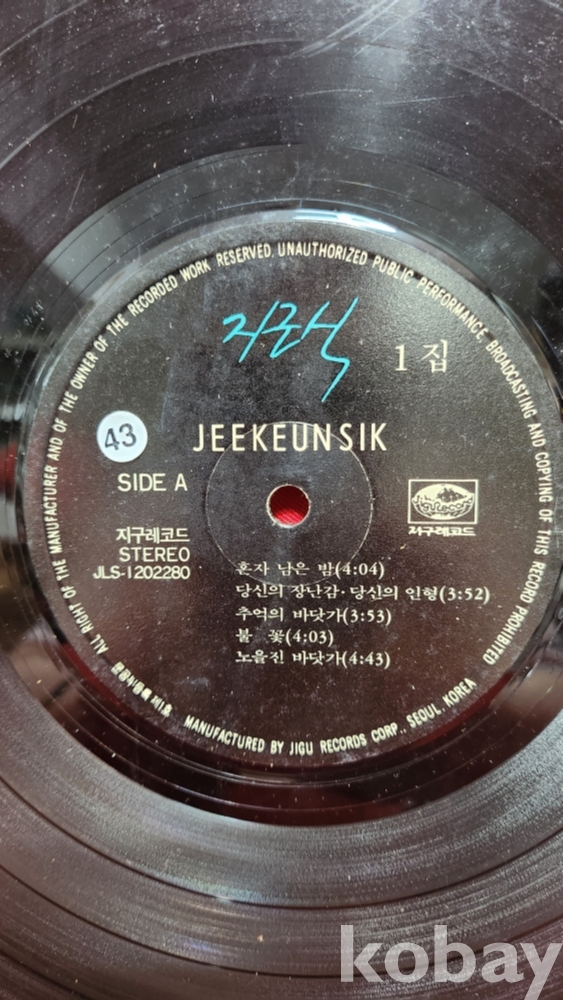 ALL RIGHT OF THE MANUFACTURER AND OF THE OWNER OF THE RECORDED WORK RESERVED. UNAUTHORIZED PUBLIC PERFORMANCE BROADCASTING AND COPYING OF THIS RECORD PROHIBITED
지근식
1 집
43
JEEKEUNSIK
SIDE A
지구레코드
지구레코드
STEREO
JLS-1202280
혼자 남은 밤(4:04)
당신의 장난감·당신의 인형(3:52)
추억의 바닷가(3:53)
불 꽃(4:03)
노을진 바닷가(4:43)
MANUFACTURED BY JIGU RECORDS CORP., SEOUL, KOREA
kobay